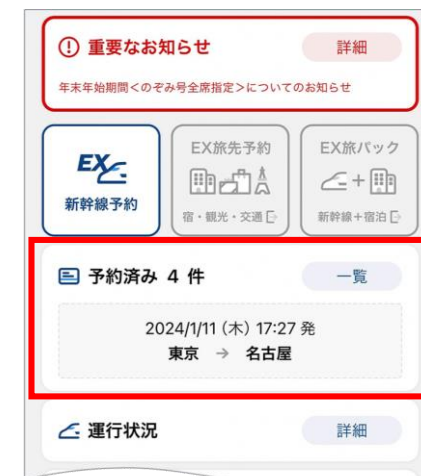 重要なお知らせ
詳細
年末年始期間<のぞみ号全席指定>についてのお知らせ
EX
新幹線予約
EX旅先予約
宿・観光・交通
EX旅パック
新幹線+宿泊
予約済み 4 件
一覧
2024/1/11 (木) 17:27 発
東京 → 名古屋
運行状況
詳細